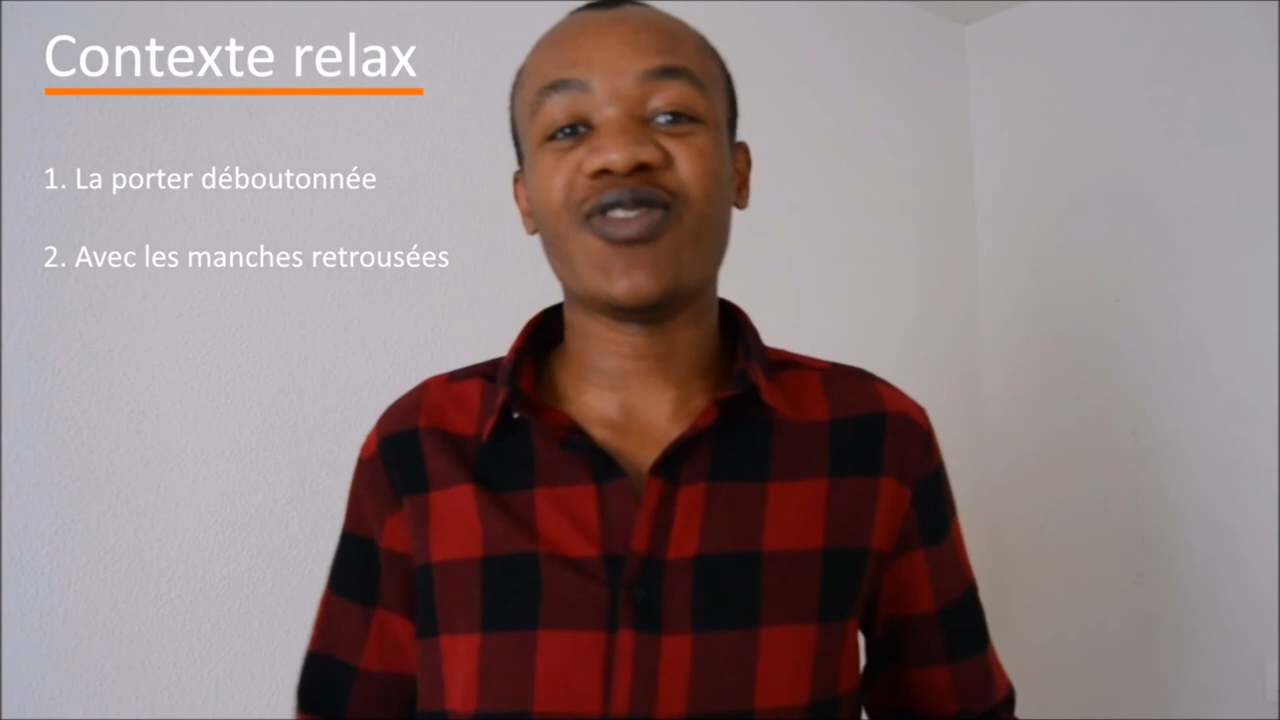 Contexte relax
1. La porter déboutonnée
2. Avec les manches retrousées